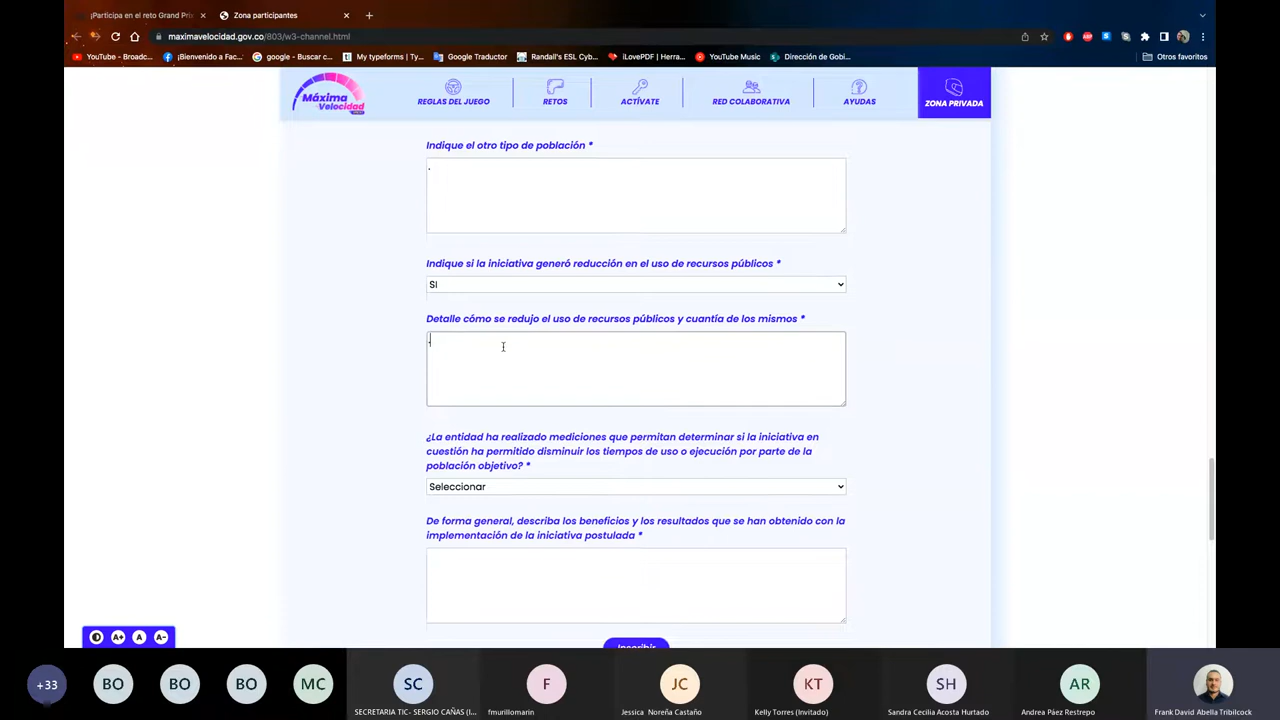 ¡Participa en el reto Grand Pri
Zona participantes
maximavelocidad.gov.co/803/w3-channel.html
YouTube - Broadc...
¡Bienvenido a Fac...
google - Buscar c...
My typeforms | Ty...
Google Traductor
Randall's ESL Cyb...
iLovePDF | Herra...
YouTube Music
Dirección de Gobi...
Otros favoritos
Máxima
Velocidad
REGLAS DEL JUEGO
RETOS
ACTÍVATE
RED COLABORATIVA
AYUDAS
ZONA PRIVADA
Indique el otro tipo de población *
.
Indique si la iniciativa generó reducción en el uso de recursos públicos *
SI
Detalle cómo se redujo el uso de recursos públicos y cuantía de los mismos *
.
¿La entidad ha realizado mediciones que permitan determinar si la iniciativa en
cuestión ha permitido disminuir los tiempos de uso o ejecución por parte de la
población objetivo? *
Seleccionar
De forma general, describa los beneficios y los resultados que se han obtenido con la
implementación de la iniciativa postulada *
Inscribir
A+
A
A-
+33
BO
BO
BO
MC
SC
F
JC
KT
SH
AR
SECRETARIA TIC- SERGIO CAÑAS (I...
fmurillomarin
Jessica Noreña Castaño
Kelly Torres (Invitado)
Sandra Cecilia Acosta Hurtado
Andrea Páez Restrepo
Frank David Abella Tribilcock